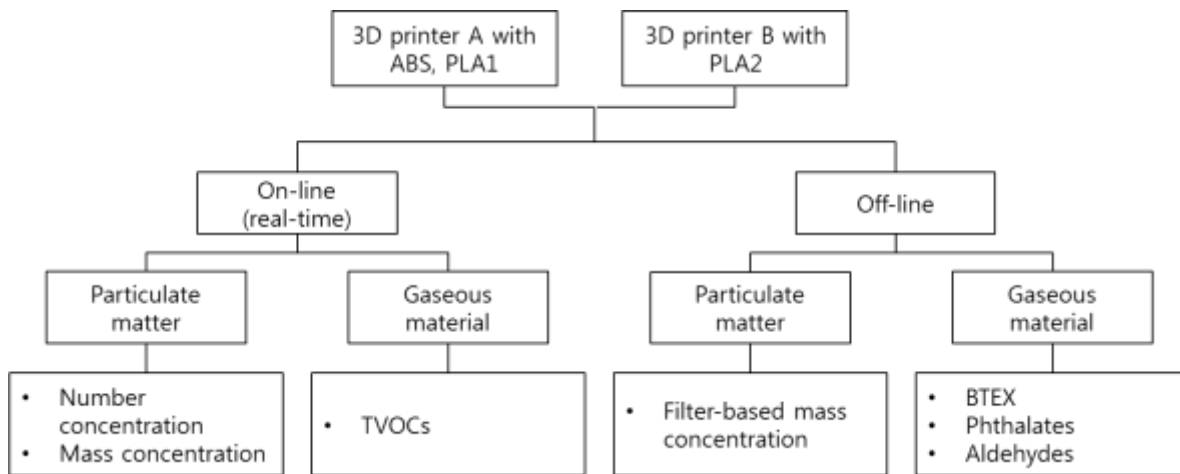 3D printer A with
ABS, PLA1
3D printer B with
PLA2
On-line
(real-time)
Off-line
Particulate
matter
Gaseous
material
Particulate
matter
Gaseous
material
• Number
concentration
• Mass concentration
• TVOCs
• Filter-based mass
concentration
• BTEX
• Phthalates
• Aldehydes